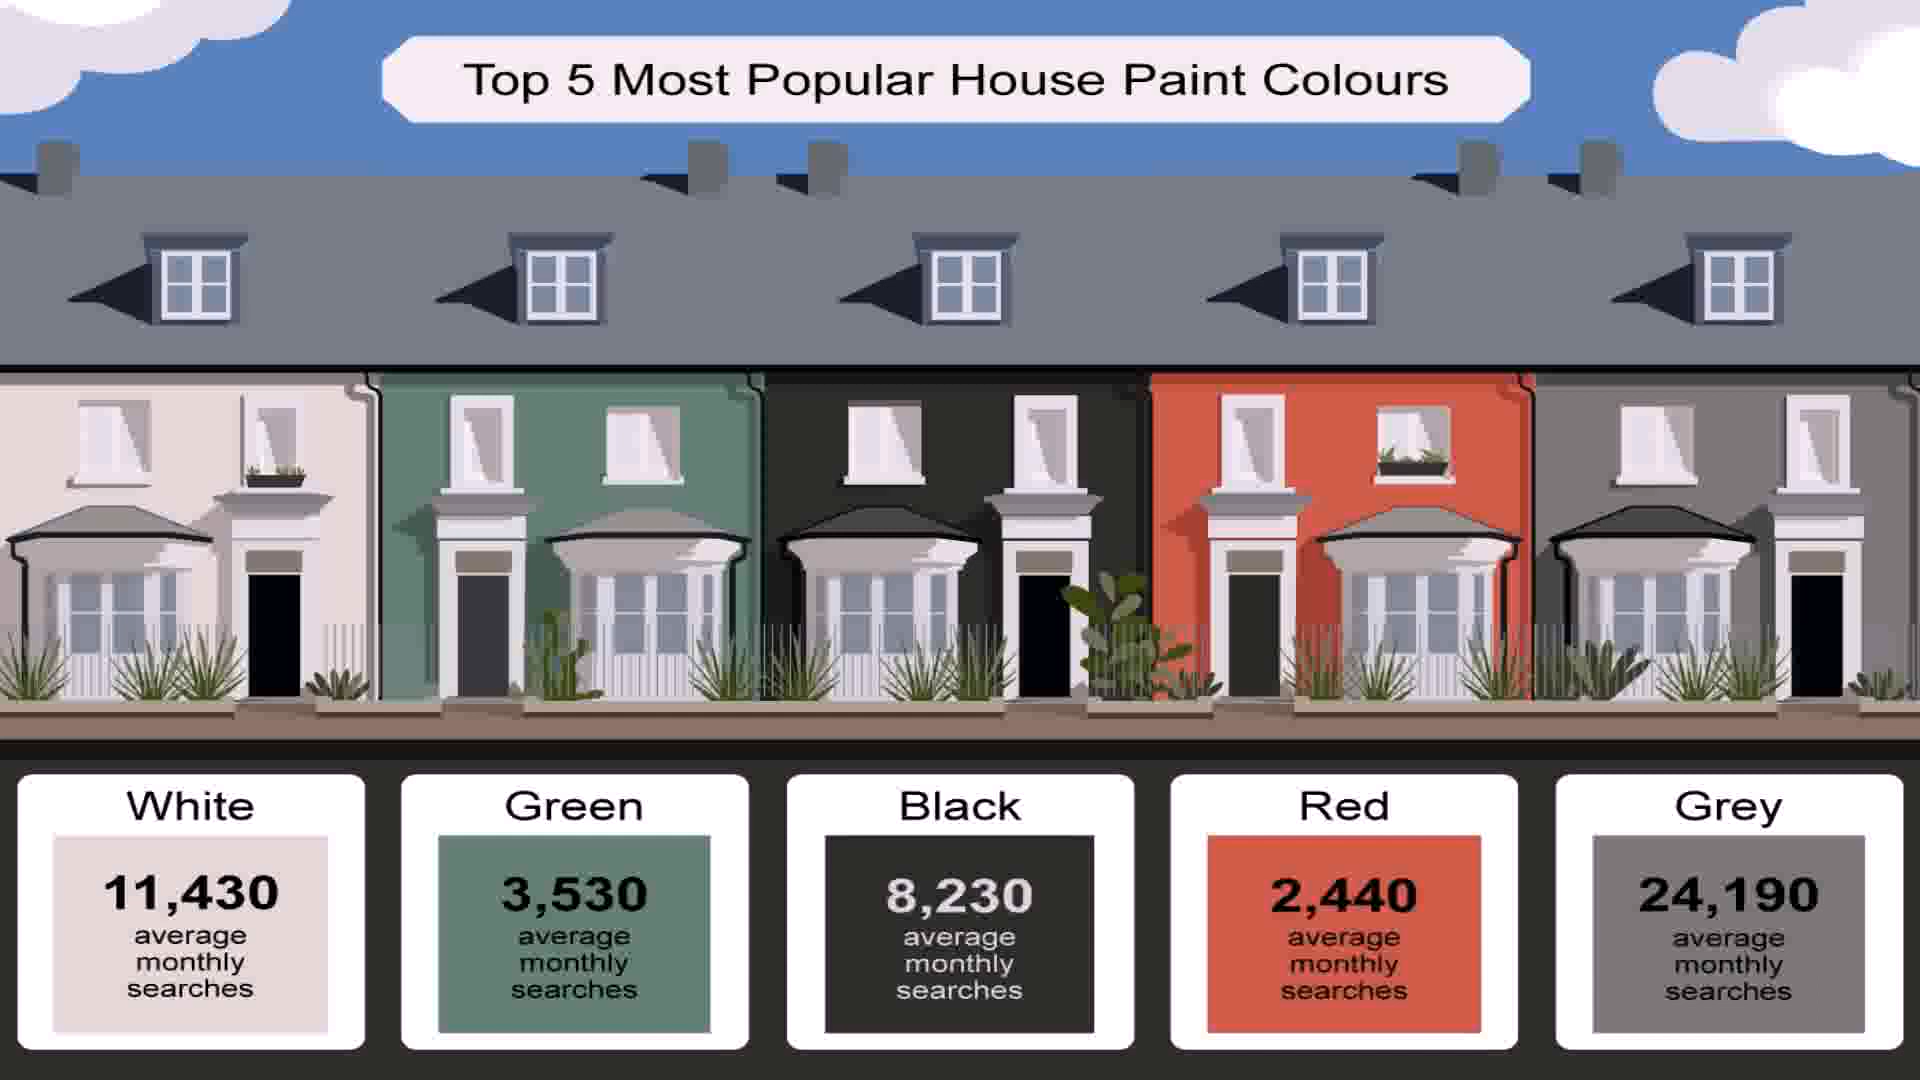 Top 5 Most Popular House Paint Colours
White
11,430
average
monthly
searches
Green
3,530
average
monthly
searches
Black
8,230
average
monthly
searches
Red
2,440
average
monthly
searches
Grey
24,190
average
monthly
searches